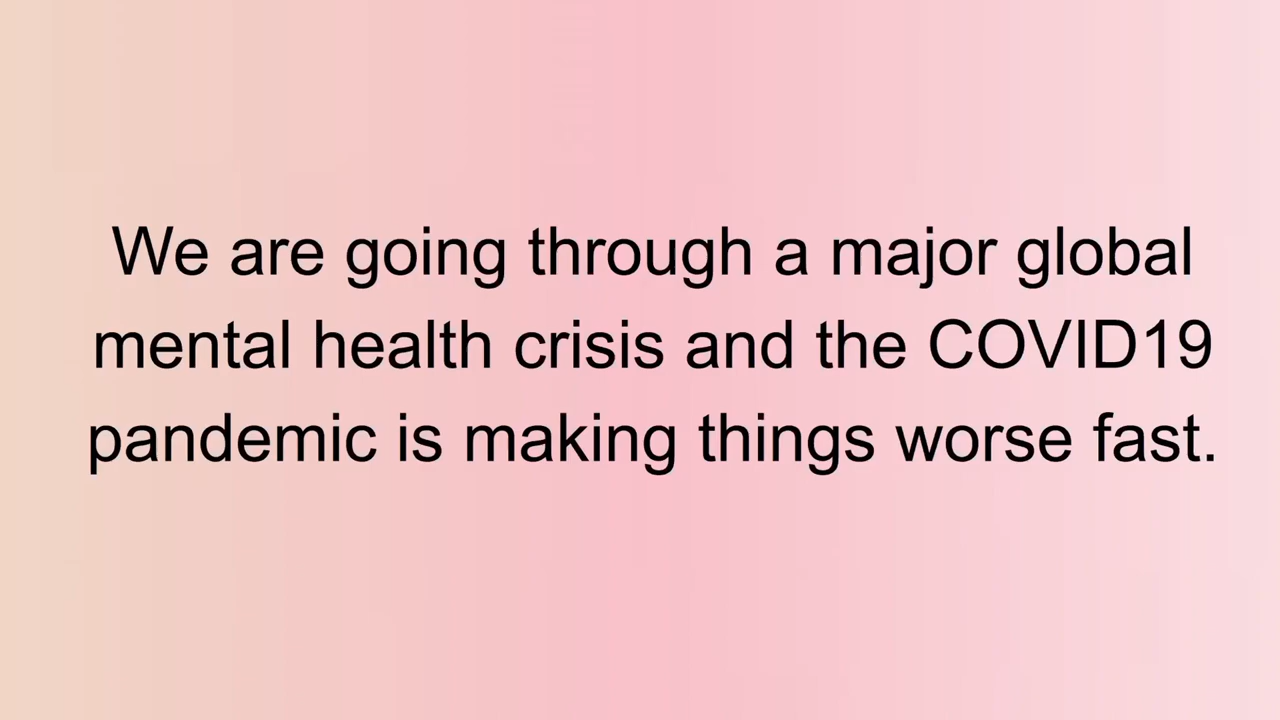 We are going through a major global
mental health crisis and the COVID19
pandemic is making things worse fast.